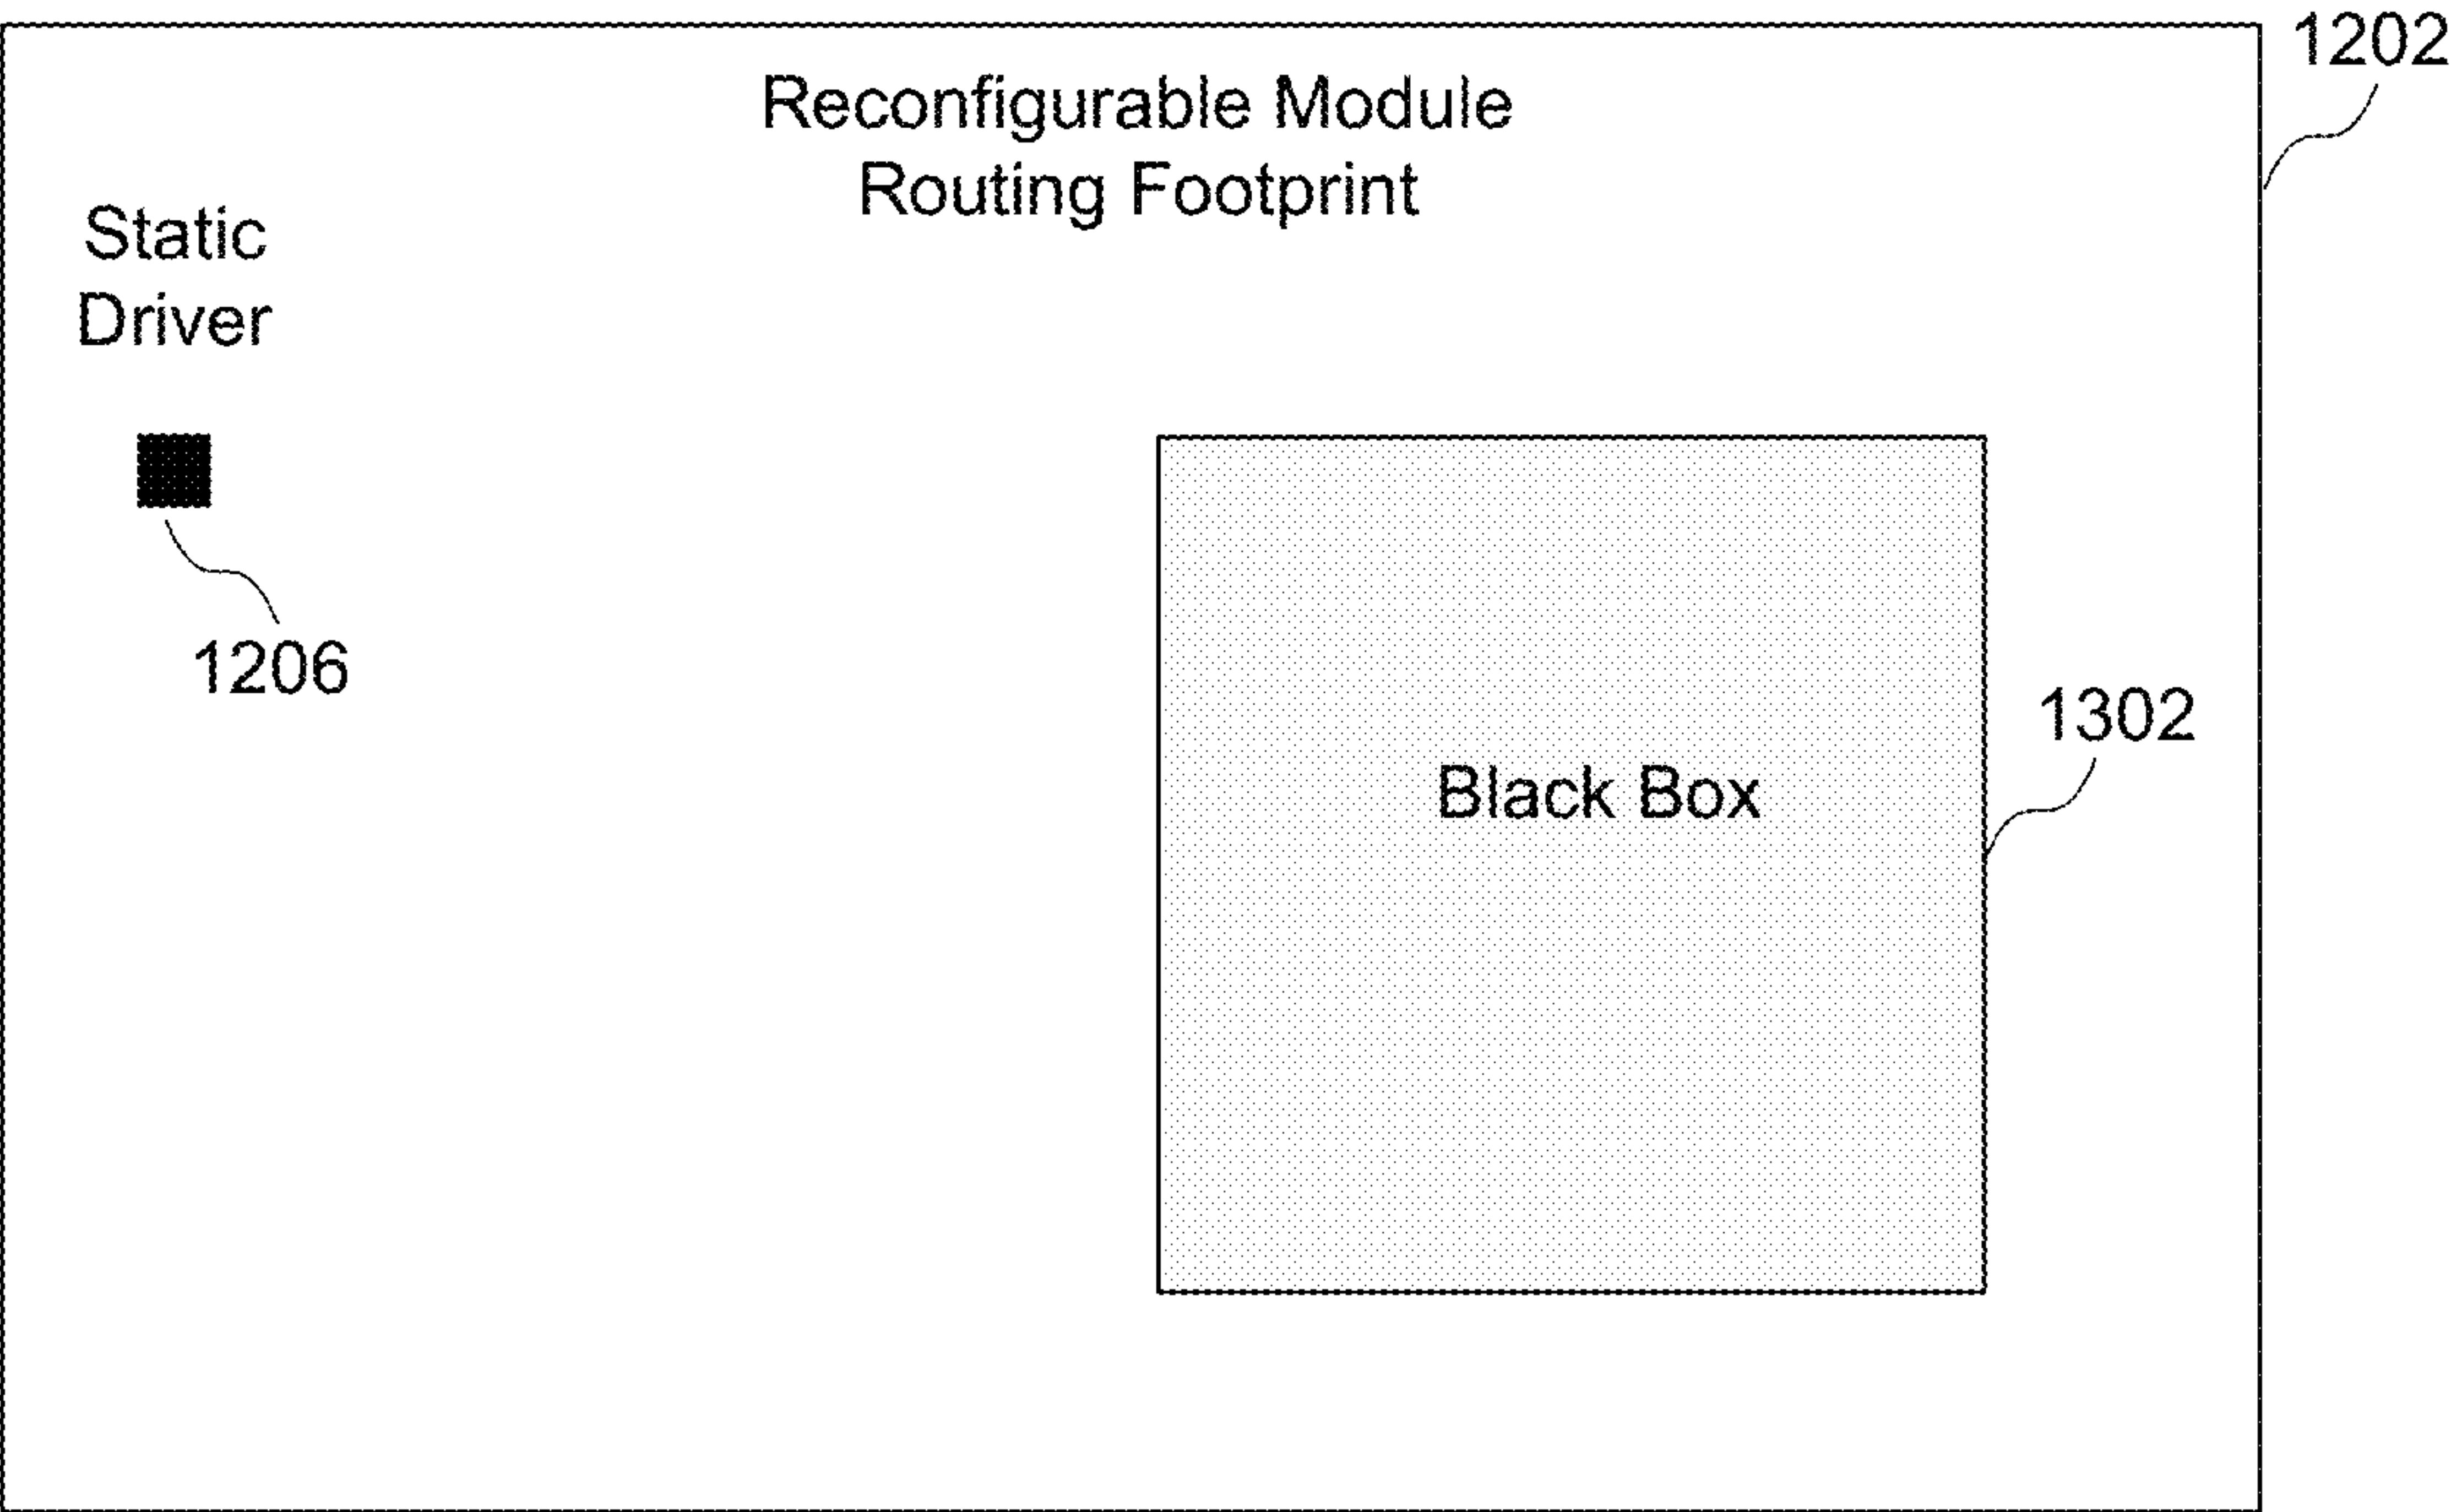 1202
Reconfigurable Module
Routing Footprint
Static
Driver
1206
1302
Black Box